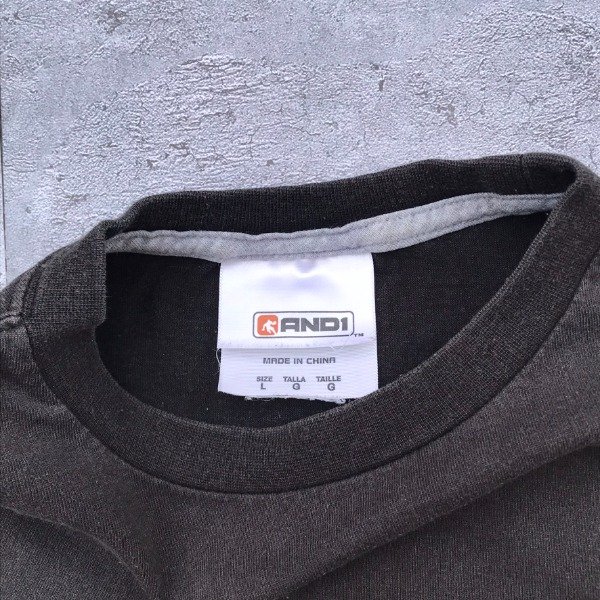 AND1 ™
MADE IN CHINA
SIZE TALLA TAILLE
L G G